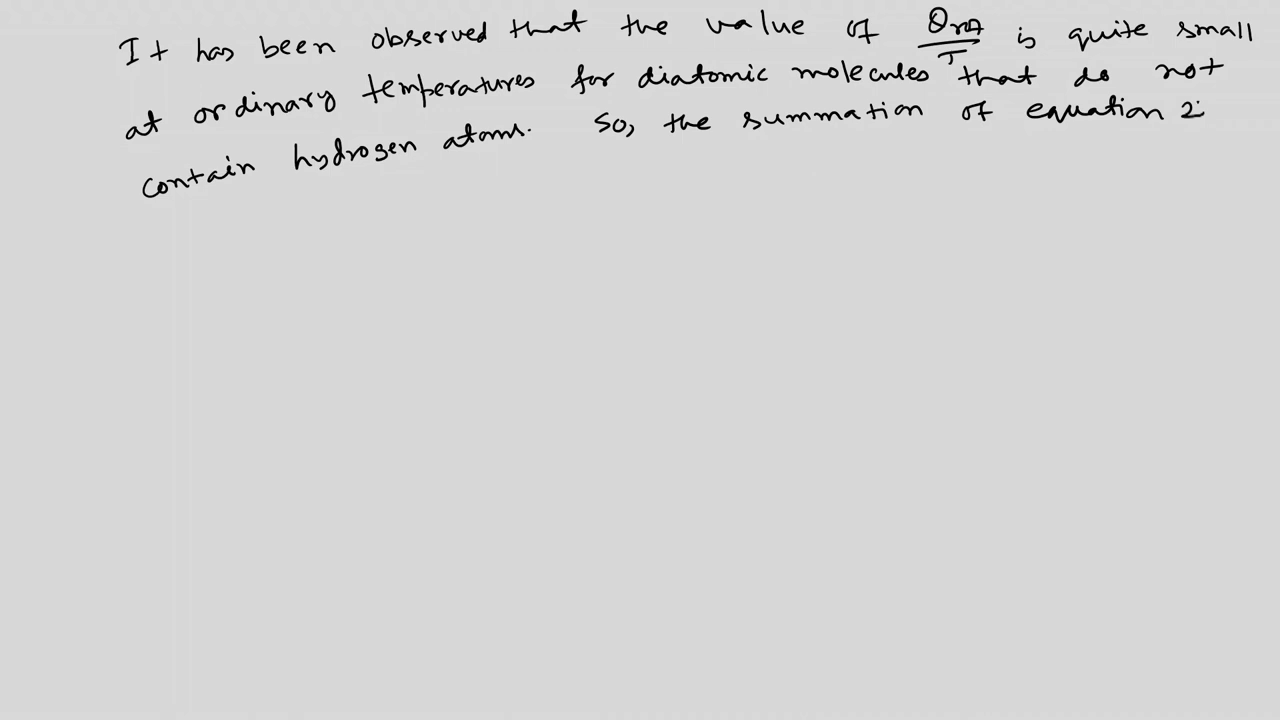 It has been observed that the value of θrot/T is quite small
at ordinary temperatures for diatomic molecules that do not
contain hydrogen atoms. So, the summation of equation 2